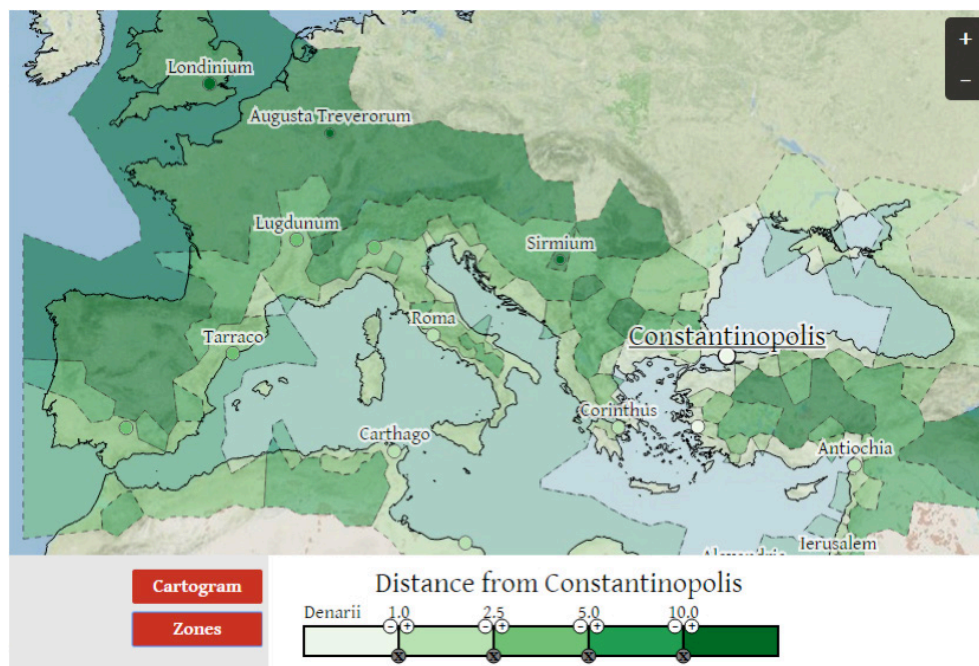 +
−
Londinium
Augusta Treverorum
Lugdunum
Sirmium
Roma
Tarraco
Constantinopolis
Corinthus
Carthago
Antiochia
Ierusalem
Alexandria
Cartogram
Zones
Distance from Constantinopolis
Denarii 1.0 2.5 5.0 10.0
− + − + − + − +
X X X X